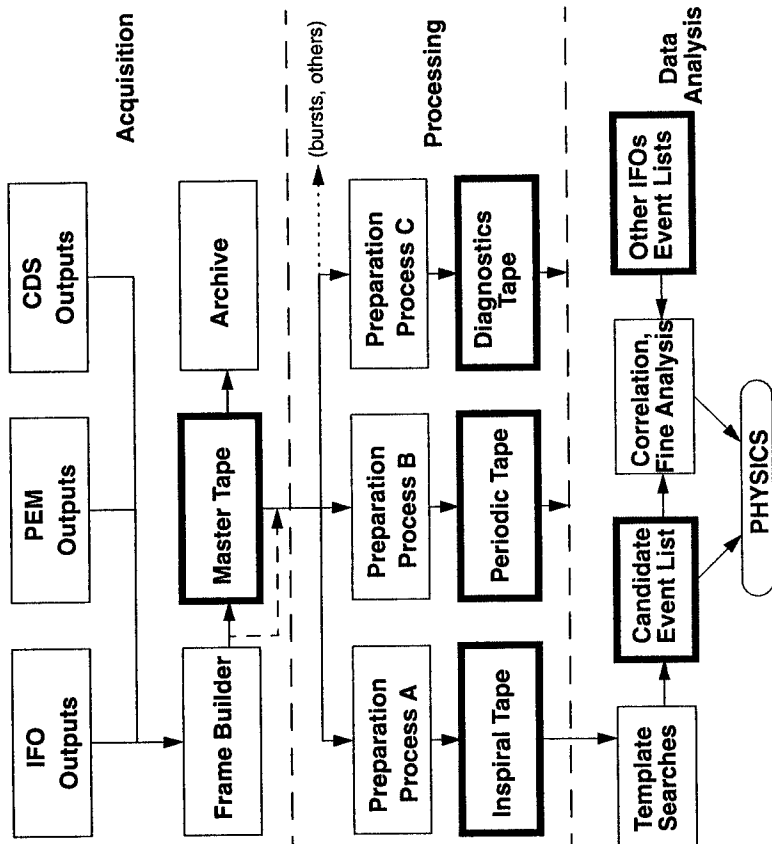 Acquisition
IFO
Outputs
PEM
Outputs
CDS
Outputs
Frame Builder
Master Tape
Archive
(bursts, others)
Processing
Preparation
Process A
Preparation
Process B
Preparation
Process C
Inspiral Tape
Periodic Tape
Diagnostics
Tape
Data
Analysis
Template
Searches
Candidate
Event List
Correlation,
Fine Analysis
Other IFOs
Event Lists
PHYSICS